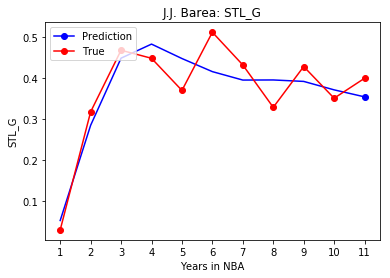 J.J. Barea: STL_G
Prediction
True
STL_G
0.5
0.4
0.3
0.2
0.1
1 2 3 4 5 6 7 8 9 10 11
Years in NBA